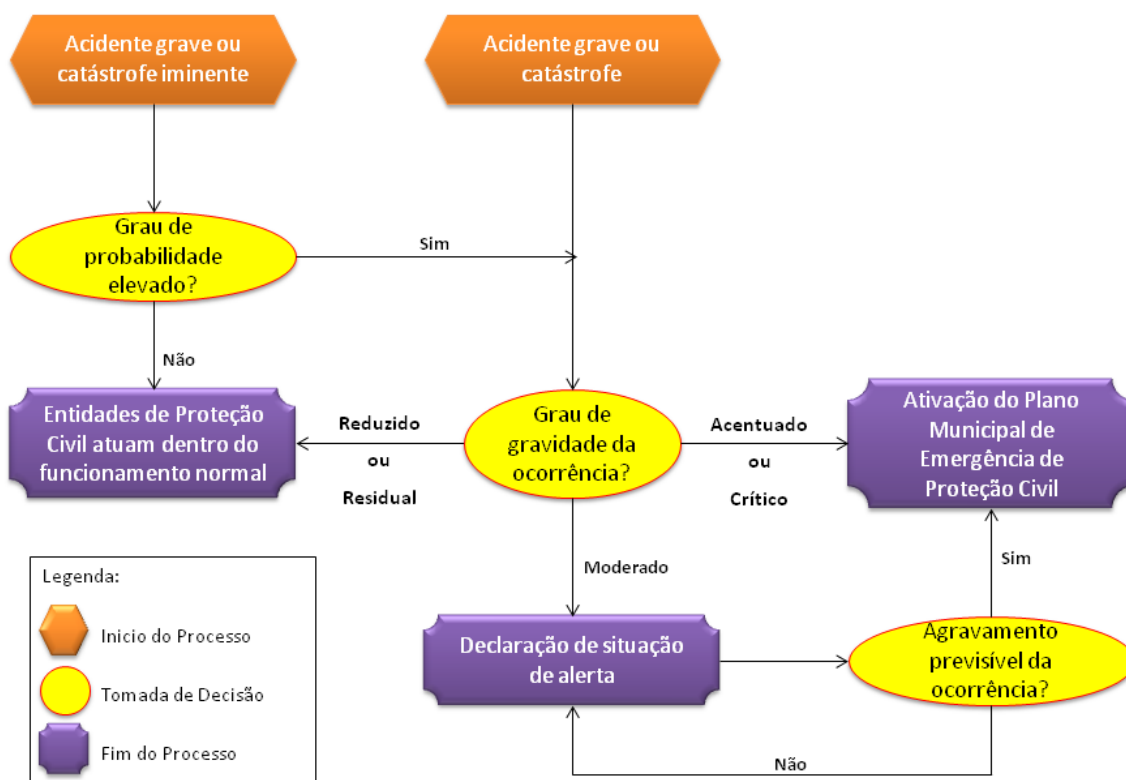 Acidente grave ou
catástrofe iminente
Acidente grave ou
catástrofe
Grau de
probabilidade
elevado?
Sim
Não
Entidades de Proteção
Civil atuam dentro do
funcionamento normal
Reduzido
ou
Residual
Grau de
gravidade da
ocorrência?
Acentuado
ou
Crítico
Ativação do Plano
Municipal de
Emergência de
Proteção Civil
Moderado
Sim
Declaração de situação
de alerta
Agravamento
previsível da
ocorrência?
Não
Legenda:
Inicio do Processo
Tomada de Decisão
Fim do Processo